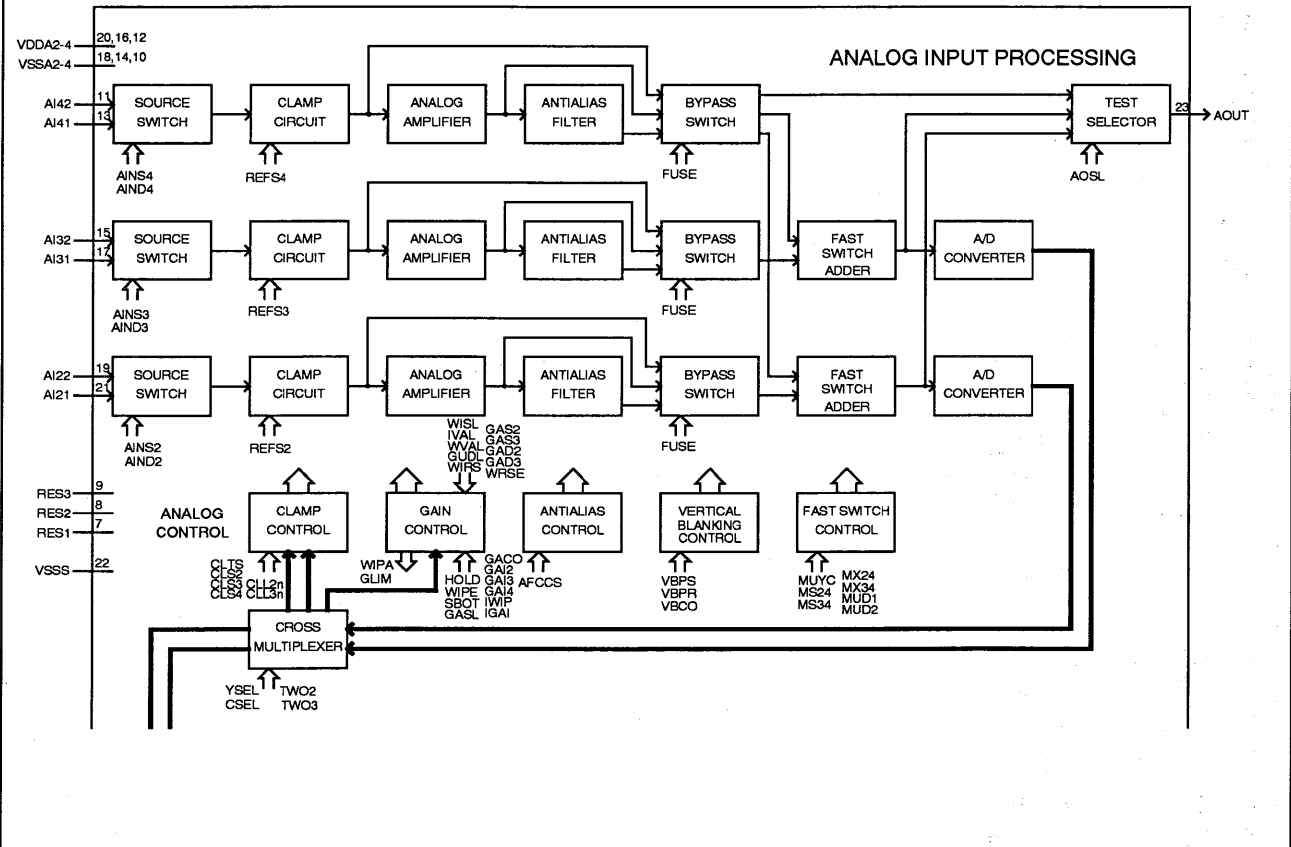 ANALOG INPUT PROCESSING
VDDA2-4
20,16,12
VSSA2-4
18,14,10
AI42
11
AI41
13
SOURCE
SWITCH
CLAMP
CIRCUIT
ANALOG
AMPLIFIER
ANTIALIAS
FILTER
BYPASS
SWITCH
TEST
SELECTOR
23
AOUT
AINS4
AIND4
REFS4
FUSE
AOSL
AI32
15
AI31
17
SOURCE
SWITCH
CLAMP
CIRCUIT
ANALOG
AMPLIFIER
ANTIALIAS
FILTER
BYPASS
SWITCH
FAST
SWITCH
ADDER
A/D
CONVERTER
AINS3
AIND3
REFS3
FUSE
AI22
19
AI21
21
SOURCE
SWITCH
CLAMP
CIRCUIT
ANALOG
AMPLIFIER
ANTIALIAS
FILTER
BYPASS
SWITCH
FAST
SWITCH
ADDER
A/D
CONVERTER
AINS2
AIND2
REFS2
WISL
IVAL
WVAL
GUDL
WIRS
GAS2
GAS3
GAD2
GAD3
WRSE
FUSE
RES3
9
RES2
8
RES1
7
VSSS
22
ANALOG
CONTROL
CLAMP
CONTROL
GAIN
CONTROL
ANTIALIAS
CONTROL
VERTICAL
BLANKING
CONTROL
FAST SWITCH
CONTROL
CLTS
CLS2
CLS3
CLS4
CLL2n
CLL3n
WIPA
GLIM
HOLD
WIPE
SBOT
GASL
GACO
GAI2
GAI3
GAI4
IWIP
IGAI
AFCCS
VBPS
VBPR
VBCO
MUYC
MS24
MS34
MX24
MX34
MUD1
MUD2
CROSS
MULTIPLEXER
YSEL
CSEL
TWO2
TWO3